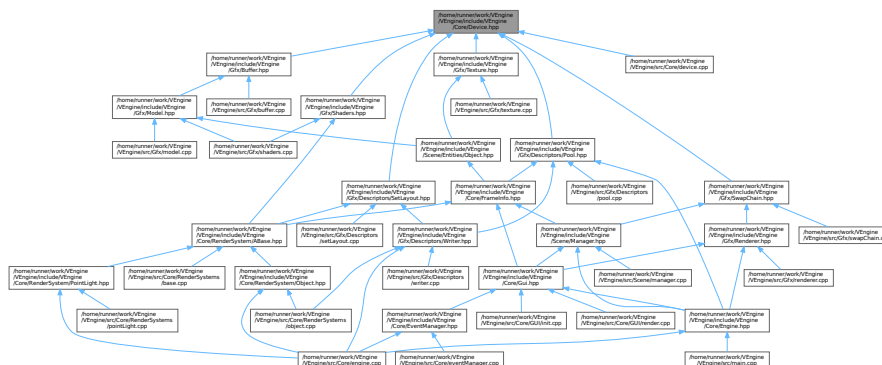 /home/runner/work/VEngine
/VEngine/include/VEngine
/Core/Device.hpp
/home/runner/work/VEngine
/VEngine/include/VEngine
/Gfx/Buffer.hpp
/home/runner/work/VEngine
/VEngine/include/VEngine
/Gfx/Texture.hpp
/home/runner/work/VEngine
/VEngine/src/Core/device.cpp
/home/runner/work/VEngine
/VEngine/include/VEngine
/Gfx/Model.hpp
/home/runner/work/VEngine
/VEngine/src/Gfx/buffer.cpp
/home/runner/work/VEngine
/VEngine/include/VEngine
/Gfx/Shaders.hpp
/home/runner/work/VEngine
/VEngine/src/Gfx/texture.cpp
/home/runner/work/VEngine
/VEngine/src/Gfx/model.cpp
/home/runner/work/VEngine
/VEngine/src/Gfx/shaders.cpp
/home/runner/work/VEngine
/VEngine/include/VEngine
/Scene/Entities/Object.hpp
/home/runner/work/VEngine
/VEngine/include/VEngine
/Gfx/Descriptors/Pool.hpp
/home/runner/work/VEngine
/VEngine/include/VEngine
/Gfx/Descriptors/SetLayout.hpp
/home/runner/work/VEngine
/VEngine/include/VEngine
/Core/FrameInfo.hpp
/home/runner/work/VEngine
/VEngine/src/Gfx/Descriptors
/pool.cpp
/home/runner/work/VEngine
/VEngine/include/VEngine
/Gfx/SwapChain.hpp
/home/runner/work/VEngine
/VEngine/include/VEngine
/Core/RenderSystem/ABase.hpp
/home/runner/work/VEngine
/VEngine/src/Gfx/Descriptors
/setLayout.cpp
/home/runner/work/VEngine
/VEngine/include/VEngine
/Gfx/Descriptors/Writer.hpp
/home/runner/work/VEngine
/VEngine/include/VEngine
/Scene/Manager.hpp
/home/runner/work/VEngine
/VEngine/include/VEngine
/Gfx/Renderer.hpp
/home/runner/work/VEngine
/VEngine/src/Gfx/swapChain.c
/home/runner/work/VEngine
/VEngine/include/VEngine
/Core/RenderSystem/PointLight.hpp
/home/runner/work/VEngine
/VEngine/src/Core/RenderSystems
/base.cpp
/home/runner/work/VEngine
/VEngine/include/VEngine
/Core/RenderSystem/Object.hpp
/home/runner/work/VEngine
/VEngine/src/Gfx/Descriptors
/writer.cpp
/home/runner/work/VEngine
/VEngine/include/VEngine
/Core/Gui.hpp
/home/runner/work/VEngine
/VEngine/src/Scene/manager.cpp
/home/runner/work/VEngine
/VEngine/src/Gfx/renderer.cpp
/home/runner/work/VEngine
/VEngine/src/Core/RenderSystems
/pointLight.cpp
/home/runner/work/VEngine
/VEngine/src/Core/RenderSystems
/object.cpp
/home/runner/work/VEngine
/VEngine/include/VEngine
/Core/EventManager.hpp
/home/runner/work/VEngine
/VEngine/src/Core/GUI/init.cpp
/home/runner/work/VEngine
/VEngine/src/Core/GUI/render.cpp
/home/runner/work/VEngine
/VEngine/include/VEngine
/Core/Engine.hpp
/home/runner/work/VEngine
/VEngine/src/Core/engine.cpp
/home/runner/work/VEngine
/VEngine/src/Core/eventManager.cpp
/home/runner/work/VEngine
/VEngine/src/main.cpp